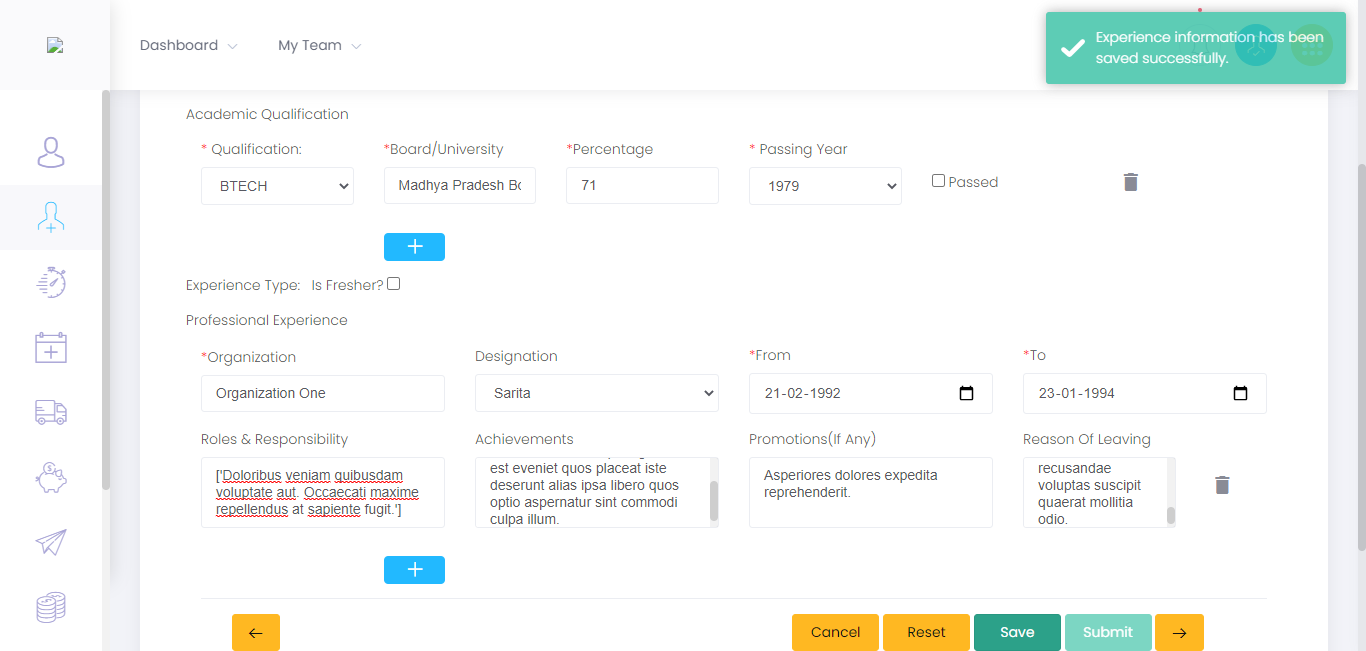 Dashboard
My Team
Experience information has been
saved successfully.
Academic Qualification
* Qualification:
*Board/University
*Percentage
* Passing Year
BTECH
Madhya Pradesh Bo
71
1979
Passed
+
Experience Type: Is Fresher?
Professional Experience
*Organization
Designation
*From
*To
Organization One
Sarita
21-02-1992
23-01-1994
Roles & Responsibility
Achievements
Promotions(If Any)
Reason Of Leaving
['Doloribus veniam quibusdam
voluptate aut. Occaecati maxime
repellendus at sapiente fugit.']
est eveniet quos placeat iste
deserunt alias ipsa libero quos
optio aspernatur sint commodi
culpa illum.
Asperiores dolores expedita
reprehenderit.
recusandae
voluptas suscipit
quaerat mollitia
odio.
+
←
Cancel
Reset
Save
Submit
→